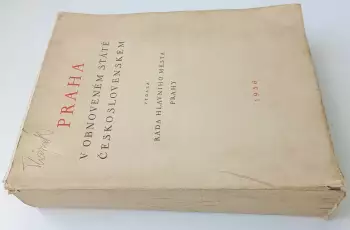 PRAHA
V OBNOVENÉM STÁTĚ
ČESKOSLOVENSKÉM
VYDALA
RADA HLAVNÍHO MĚSTA
PRAHY
1936